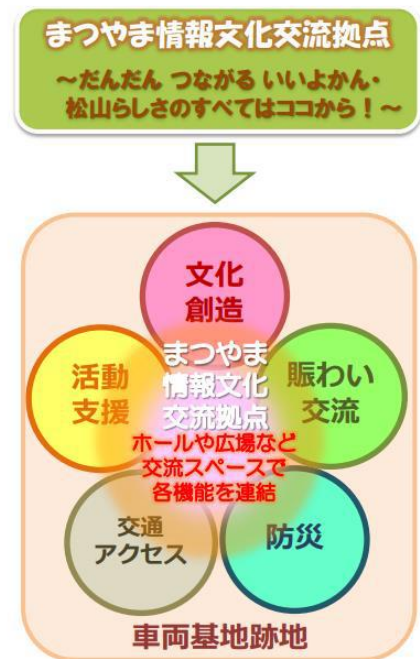 まつやま情報文化交流拠点
～だんだん つながる いいよかん・
松山らしさのすべてはココから！～
文化
創造
活動
支援
まつやま
情報文化
交流拠点
賑わい
交流
ホールや広場など
交流スペースで
各機能を連結
交通
アクセス
防災
車両基地跡地